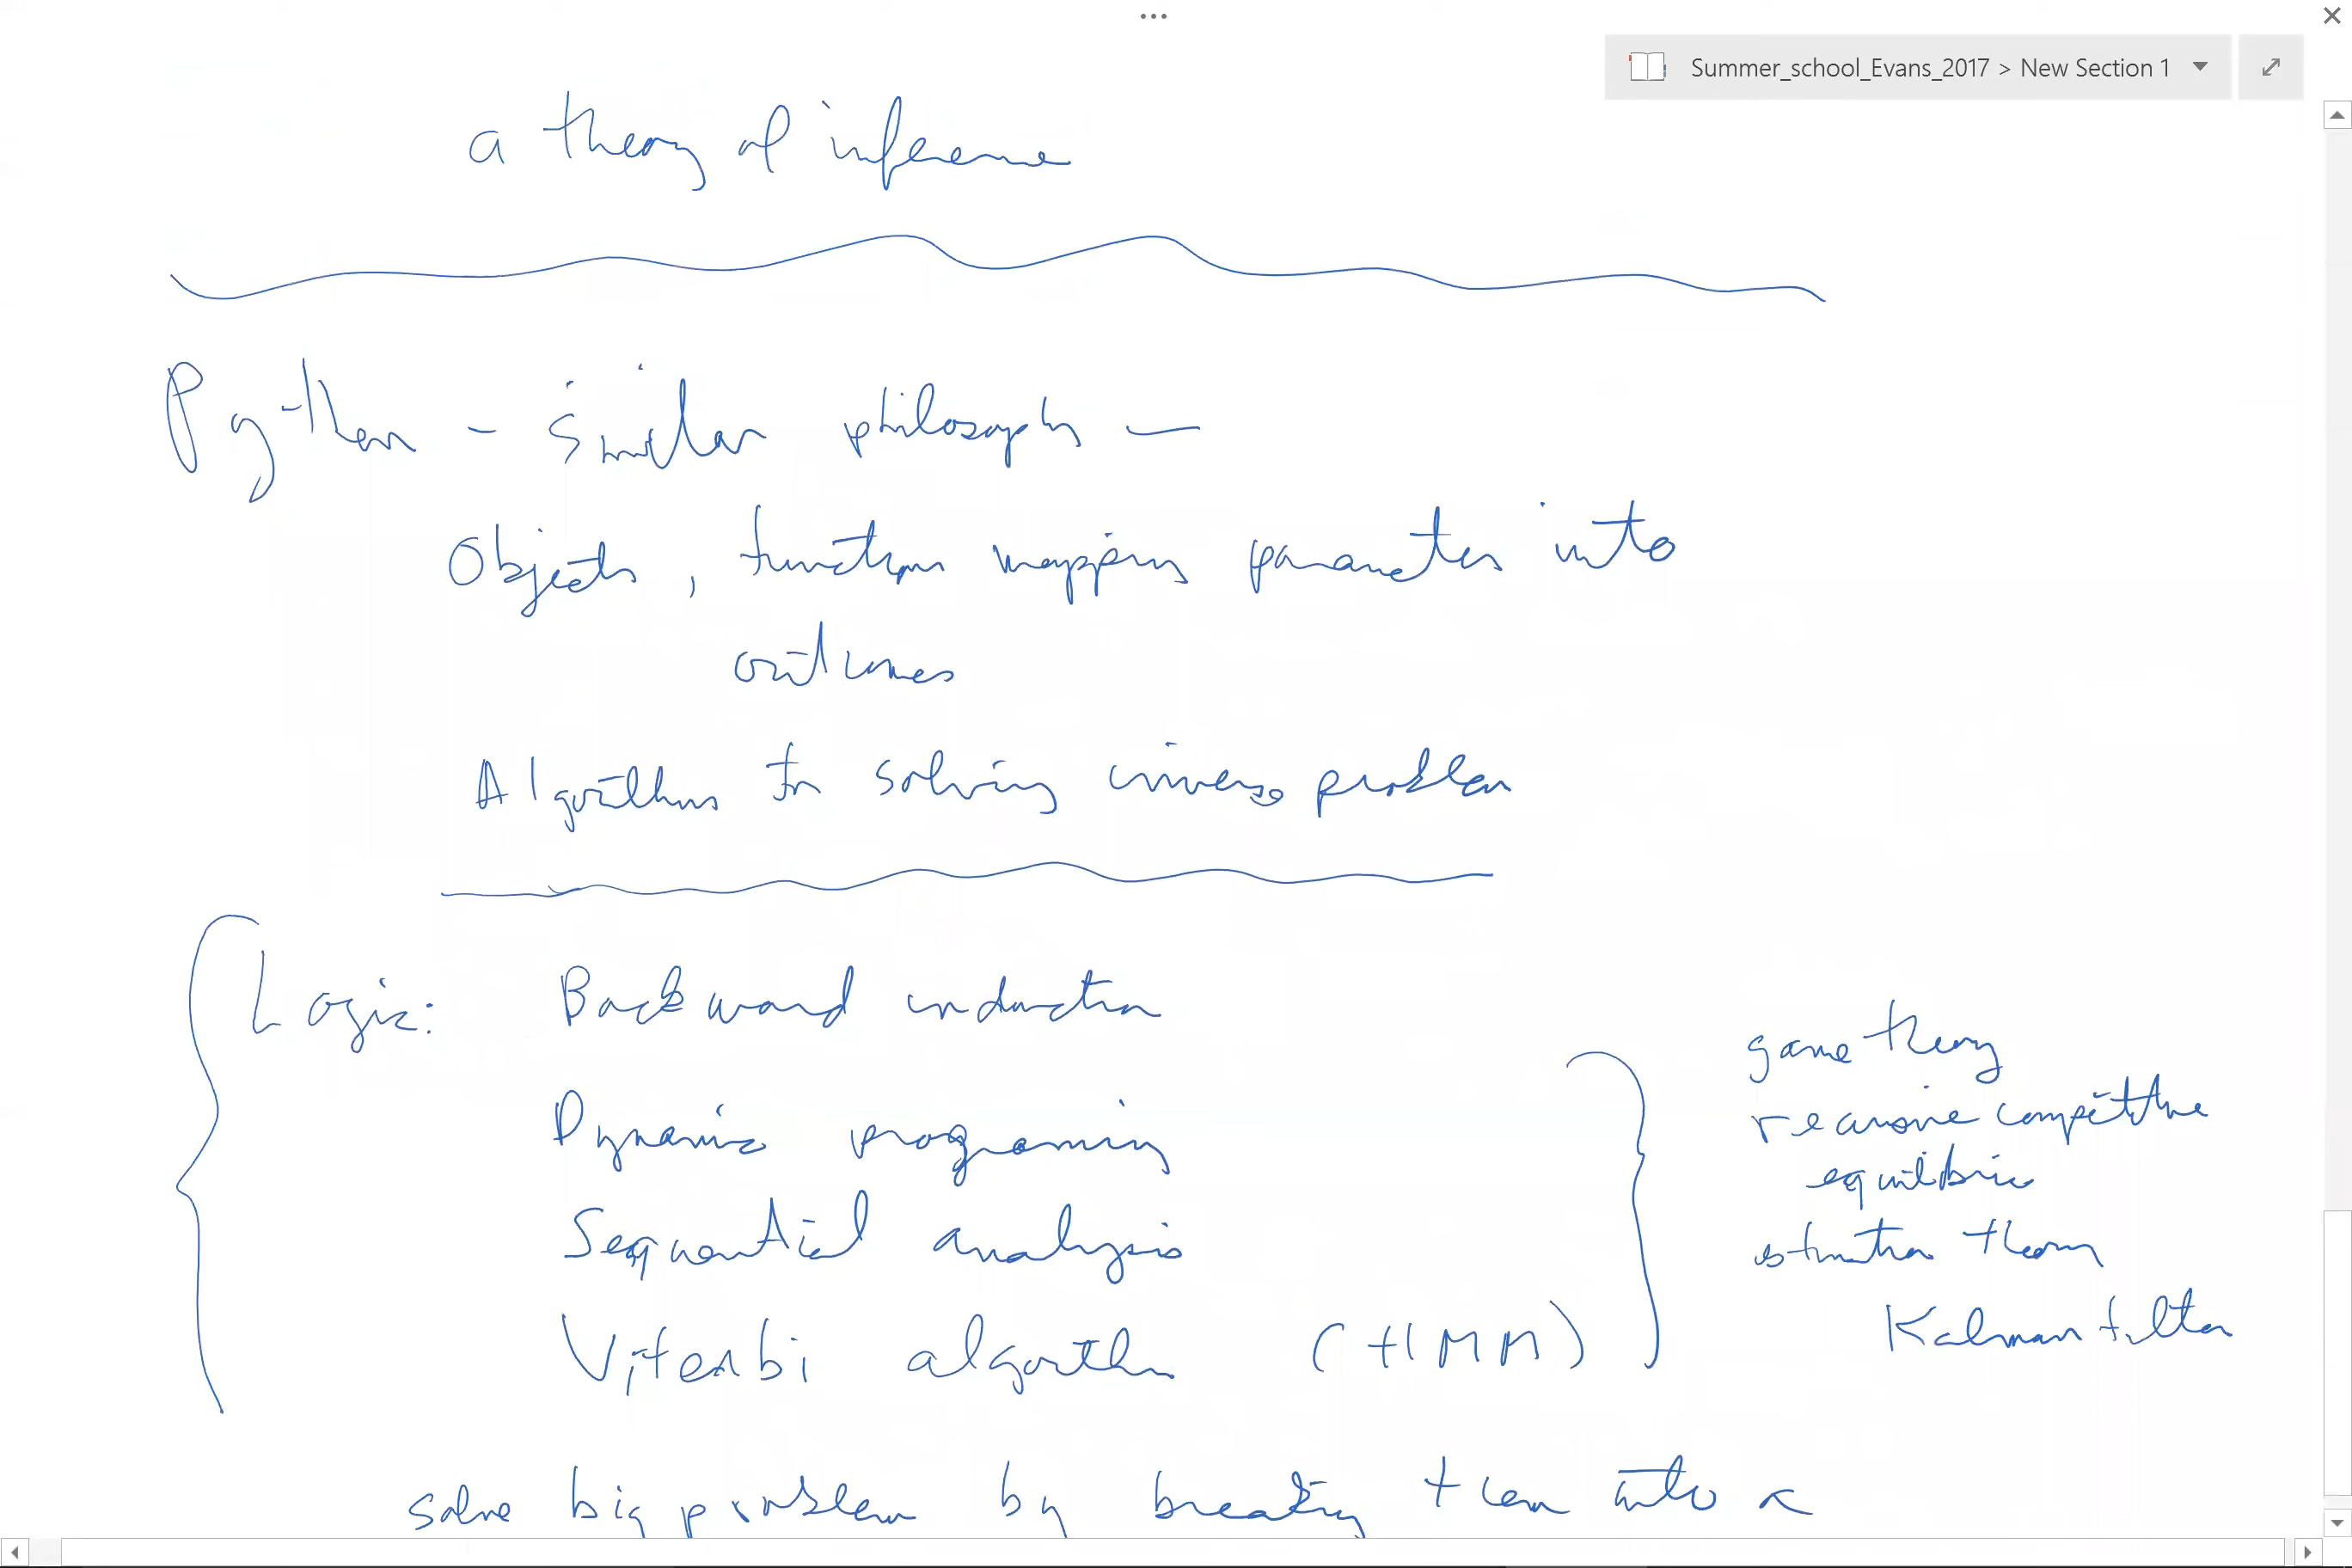 Summer_school_Evans_2017 > New Section 1
a theory of inference
Python - similar philosophy —
Objects, functions mapping parameters into
outcomes
Algorithms for solving inverse problem
Logic: Backward induction
Dynamic programming
Sequential analysis
Viterbi algorithm (HMM)
game theory
recursive competitive
equilibria
estimation theory
Kalman filter
solve big problem by breaking them into a